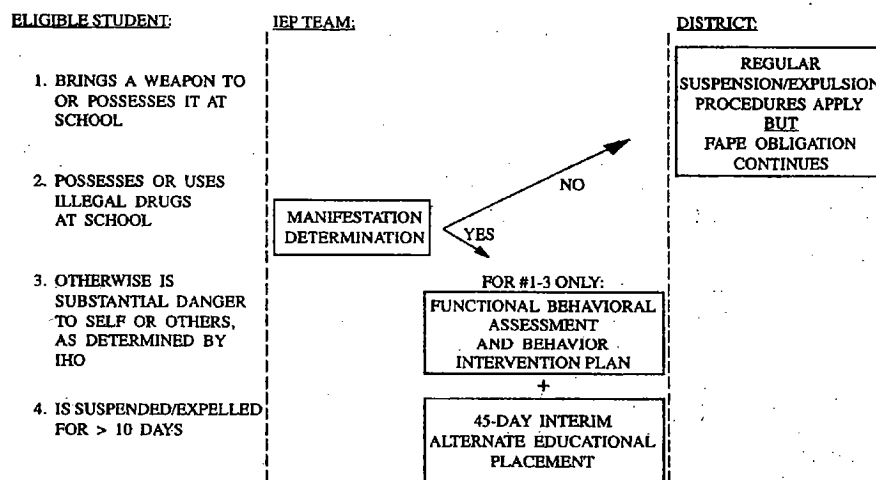 ELIGIBLE STUDENT:
1. BRINGS A WEAPON TO
OR POSSESSES IT AT
SCHOOL
2. POSSESSES OR USES
ILLEGAL DRUGS
AT SCHOOL
3. OTHERWISE IS
SUBSTANTIAL DANGER
TO SELF OR OTHERS,
AS DETERMINED BY
IHO
4. IS SUSPENDED/EXPELLED
FOR > 10 DAYS
IEP TEAM:
MANIFESTATION
DETERMINATION
NO
YES
FOR #1-3 ONLY:
FUNCTIONAL BEHAVIORAL
ASSESSMENT
AND BEHAVIOR
INTERVENTION PLAN
+
45-DAY INTERIM
ALTERNATE EDUCATIONAL
PLACEMENT
DISTRICT:
REGULAR
SUSPENSION/EXPULSION
PROCEDURES APPLY
BUT
FAPE OBLIGATION
CONTINUES